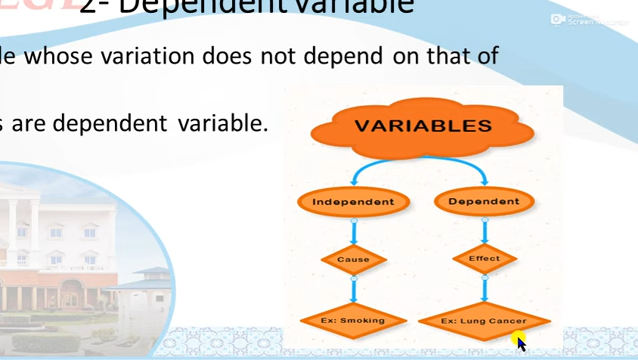 2- Dependent Variable
whose variation does not depend on that of
are dependent variable.
VARIABLES
Independent
Dependent
Cause
Effect
Ex: Smoking
Ex: Lung Cancer